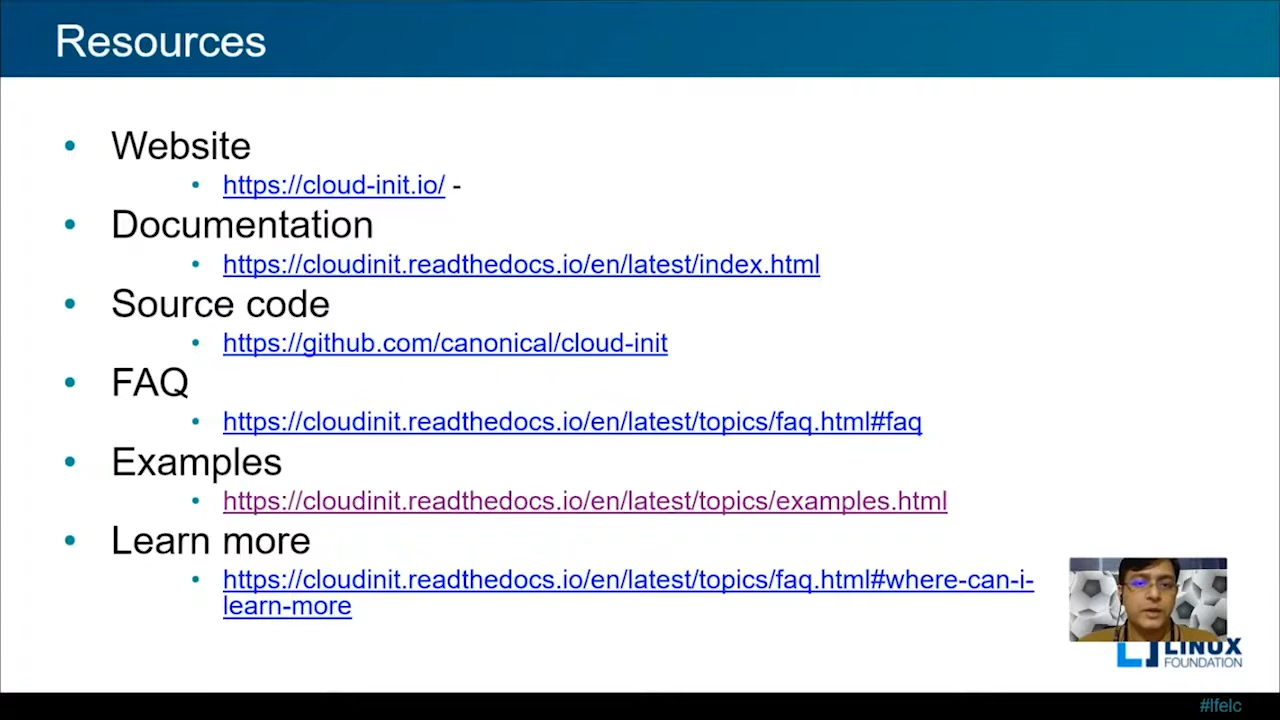 Resources
• Website
• https://cloud-init.io/ -
• Documentation
• https://cloudinit.readthedocs.io/en/latest/index.html
• Source code
• https://github.com/canonical/cloud-init
• FAQ
• https://cloudinit.readthedocs.io/en/latest/topics/faq.html#faq
• Examples
• https://cloudinit.readthedocs.io/en/latest/topics/examples.html
• Learn more
• https://cloudinit.readthedocs.io/en/latest/topics/faq.html#where-can-i-
learn-more
LINUX
FOUNDATION
#lfelc